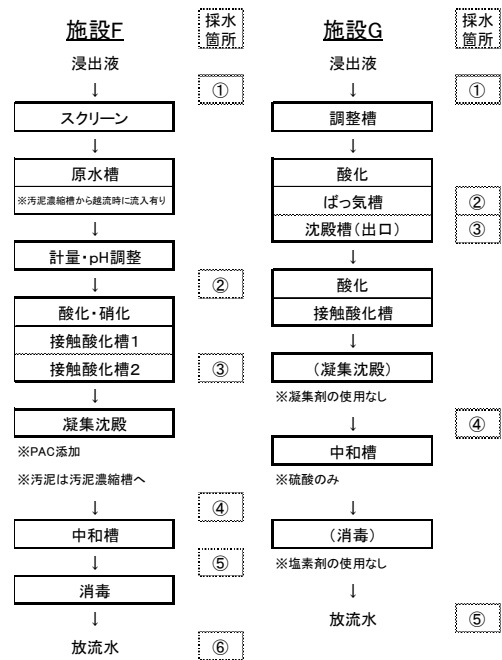 施設F
採水
箇所
浸出液
↓
①
スクリーン
↓
原水槽
※汚泥濃縮槽から越流時に流入有り
↓
計量・pH調整
↓
②
酸化・硝化
接触酸化槽1
接触酸化槽2
③
↓
凝集沈殿
※PAC添加
※汚泥は汚泥濃縮槽へ
↓
④
中和槽
↓
⑤
消毒
↓
放流水
⑥
施設G
採水
箇所
浸出液
↓
①
調整槽
↓
酸化
ばっ気槽
②
沈殿槽(出口)
③
↓
酸化
接触酸化槽
↓
(凝集沈殿)
※凝集剤の使用なし
↓
④
中和槽
※硫酸のみ
↓
(消毒)
※塩素剤の使用なし
↓
放流水
⑤